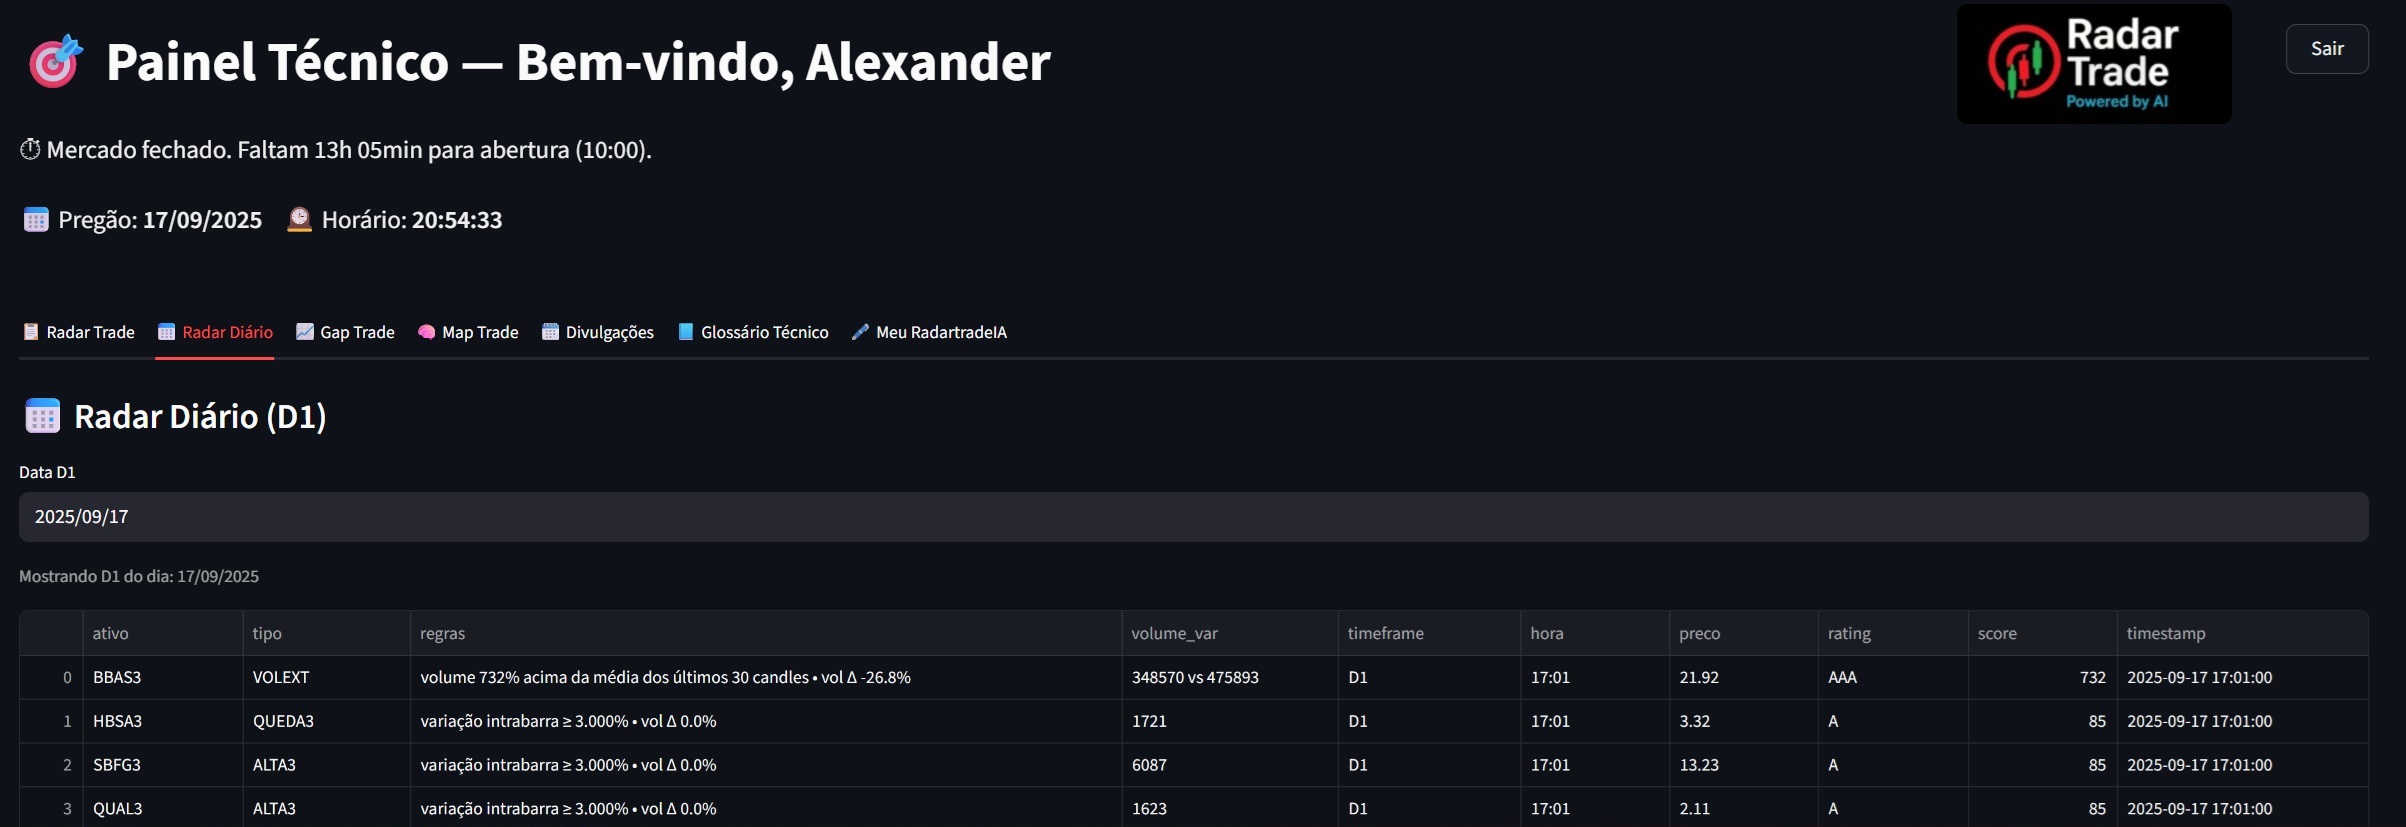 Painel Técnico — Bem-vindo, Alexander
Radar
Trade
Powered by AI
Sair
Mercado fechado. Faltam 13h 05min para abertura (10:00).
Pregão: 17/09/2025 Horário: 20:54:33
Radar Trade Radar Diário Gap Trade Map Trade Divulgações Glossário Técnico Meu RadartradeIA
Radar Diário (D1)
Data D1
2025/09/17
Mostrando D1 do dia: 17/09/2025
ativo tipo regras volume_var timeframe hora preco rating score timestamp
0 BBAS3 VOLEXT volume 732% acima da média dos últimos 30 candles • vol Δ -26.8% 348570 vs 475893 D1 17:01 21.92 AAA 732 2025-09-17 17:01:00
1 HBSA3 QUEDA3 variação intrabarra ≥ 3.000% • vol Δ 0.0% 1721 D1 17:01 3.32 A 85 2025-09-17 17:01:00
2 SBFG3 ALTA3 variação intrabarra ≥ 3.000% • vol Δ 0.0% 6087 D1 17:01 13.23 A 85 2025-09-17 17:01:00
3 QUAL3 ALTA3 variação intrabarra ≥ 3.000% • vol Δ 0.0% 1623 D1 17:01 2.11 A 85 2025-09-17 17:01:00